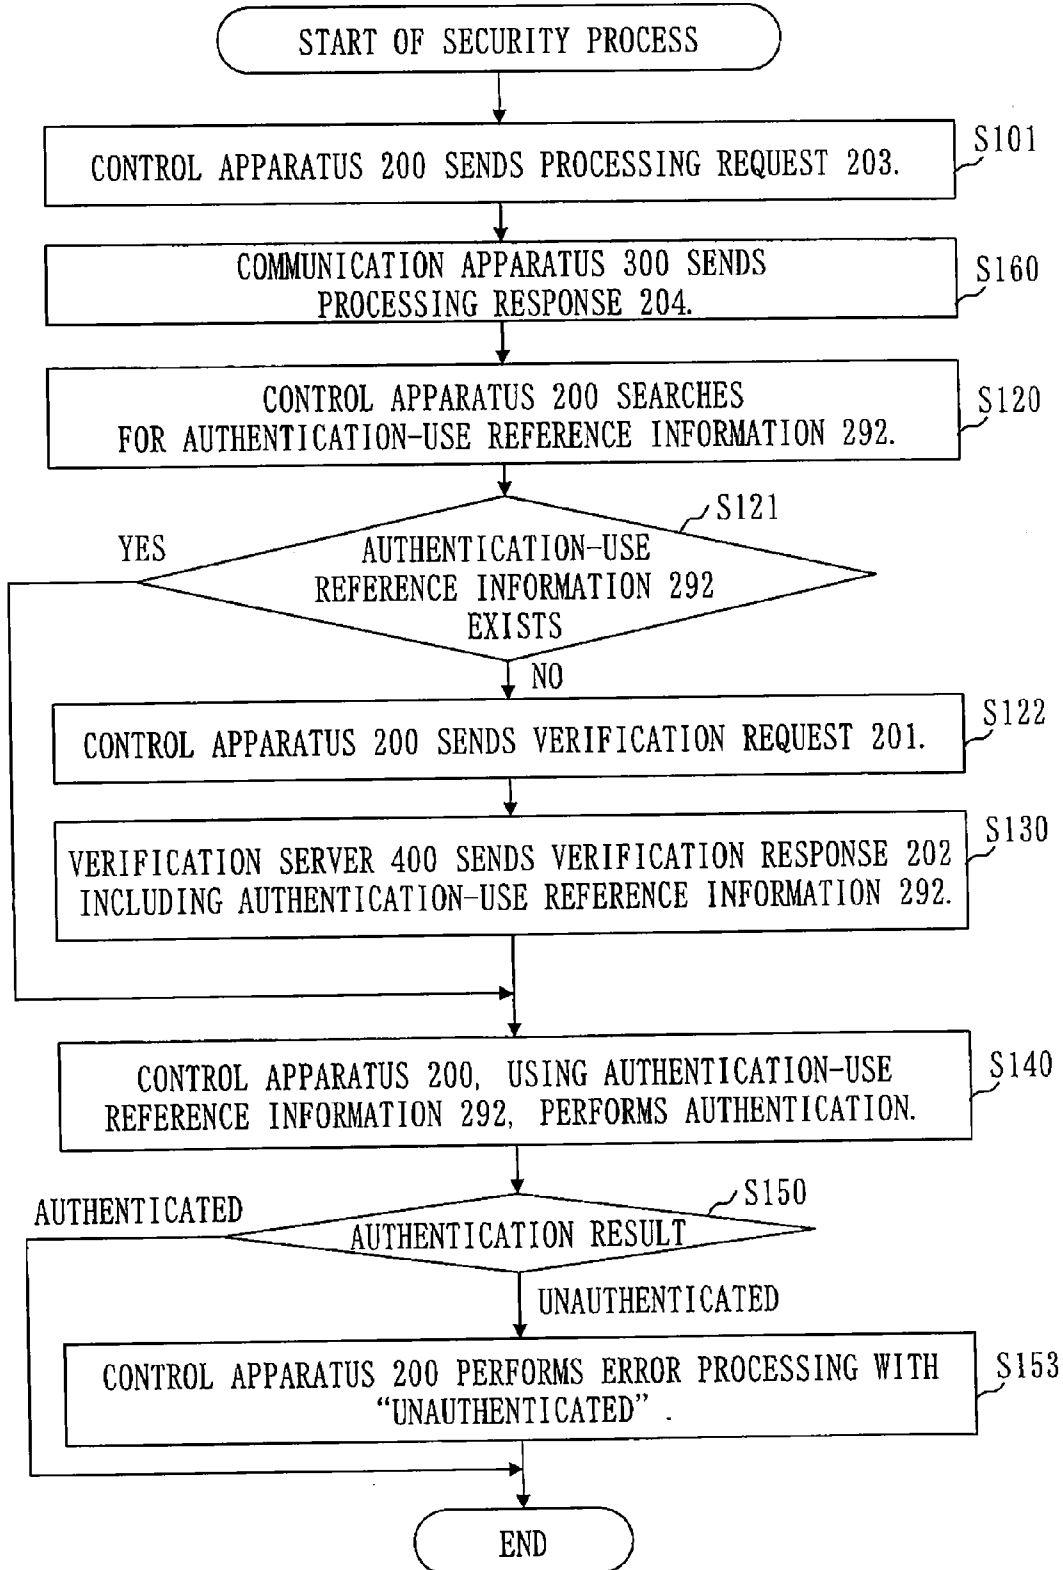 START OF SECURITY PROCESS
S101
CONTROL APPARATUS 200 SENDS PROCESSING REQUEST 203.
S160
COMMUNICATION APPARATUS 300 SENDS
PROCESSING RESPONSE 204.
S120
CONTROL APPARATUS 200 SEARCHES
FOR AUTHENTICATION-USE REFERENCE INFORMATION 292.
S121
YES
AUTHENTICATION-USE
REFERENCE INFORMATION 292
EXISTS
NO
S122
CONTROL APPARATUS 200 SENDS VERIFICATION REQUEST 201.
S130
VERIFICATION SERVER 400 SENDS VERIFICATION RESPONSE 202
INCLUDING AUTHENTICATION-USE REFERENCE INFORMATION 292.
S140
CONTROL APPARATUS 200, USING AUTHENTICATION-USE
REFERENCE INFORMATION 292, PERFORMS AUTHENTICATION.
S150
AUTHENTICATED
AUTHENTICATION RESULT
UNAUTHENTICATED
S153
CONTROL APPARATUS 200 PERFORMS ERROR PROCESSING WITH
“UNAUTHENTICATED”.
END